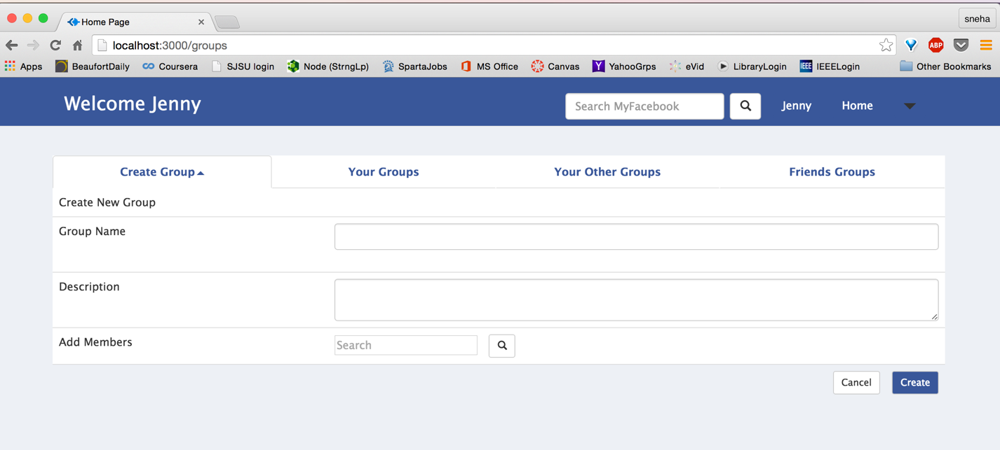 Home Page
sneha
localhost:3000/groups
ABP
Apps BeaufortDaily Coursera SJSU login Node (StrngLp) SpartaJobs MS Office Canvas Y YahooGrps eVid LibraryLogin IEEE IEEELogin Other Bookmarks
Welcome Jenny Search MyFacebook Jenny Home
Create Group Your Groups Your Other Groups Friends Groups
Create New Group
Group Name
Description
Add Members Search
Cancel Create